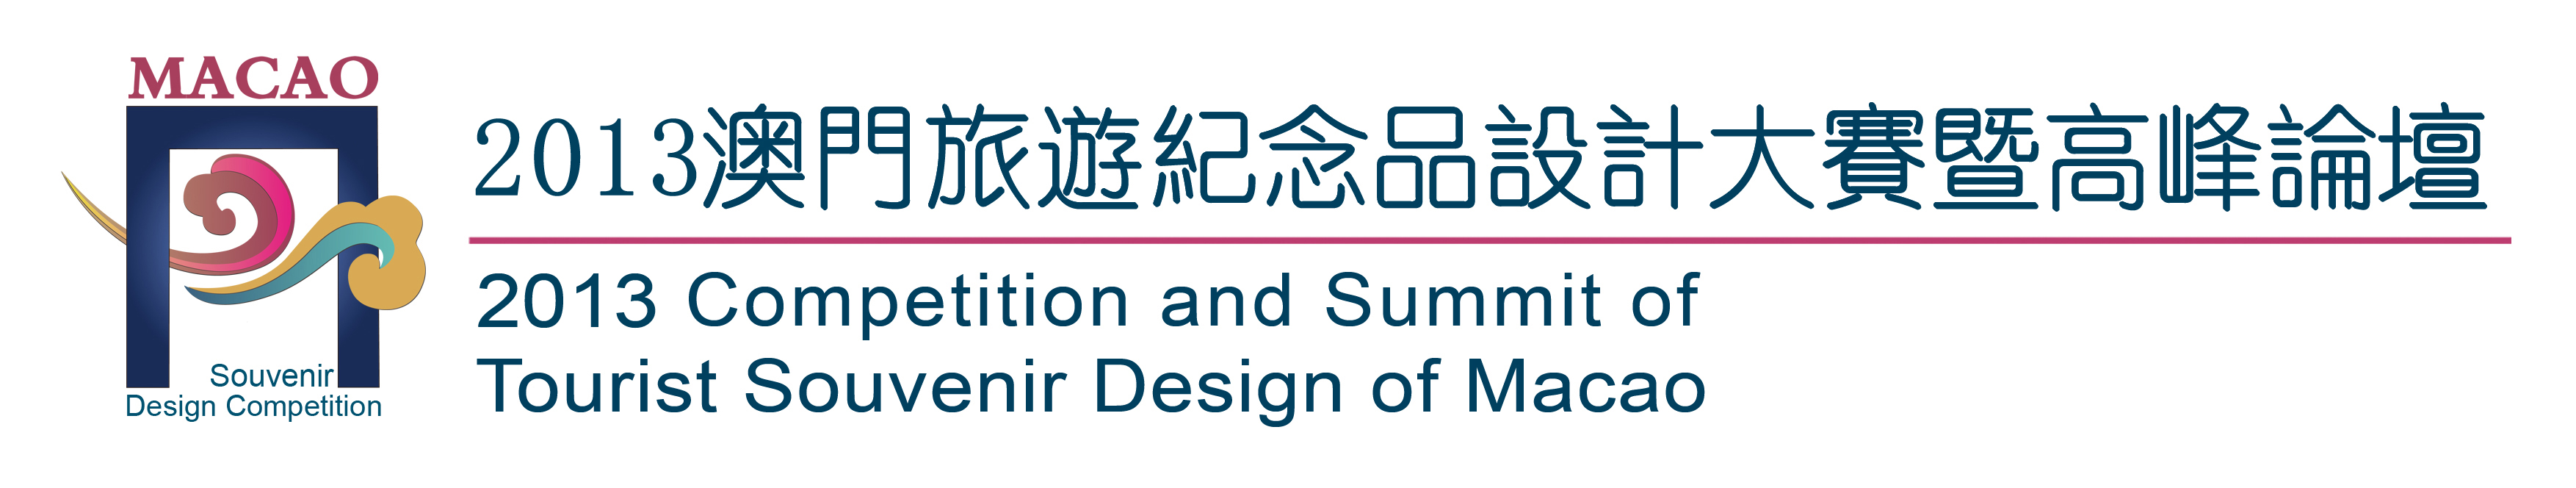 MACAO
Souvenir
Design Competition
2013澳門旅遊紀念品設計大賽暨高峰論壇
2013 Competition and Summit of
Tourist Souvenir Design of Macao